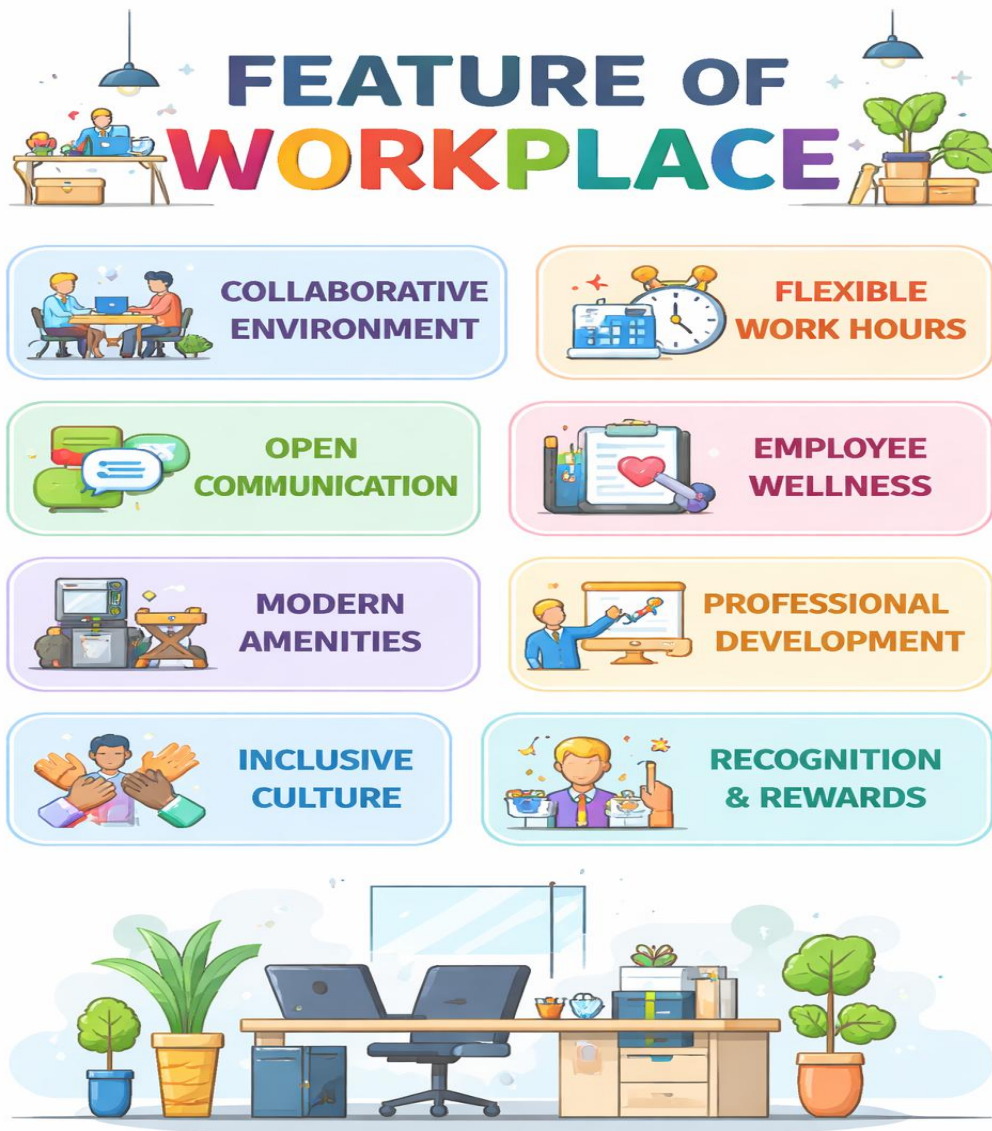 FEATURE OF
WORKPLACE
COLLABORATIVE
ENVIRONMENT
FLEXIBLE
WORK HOURS
OPEN
COMMUNICATION
EMPLOYEE
WELLNESS
MODERN
AMENITIES
PROFESSIONAL
DEVELOPMENT
INCLUSIVE
CULTURE
RECOGNITION
& REWARDS